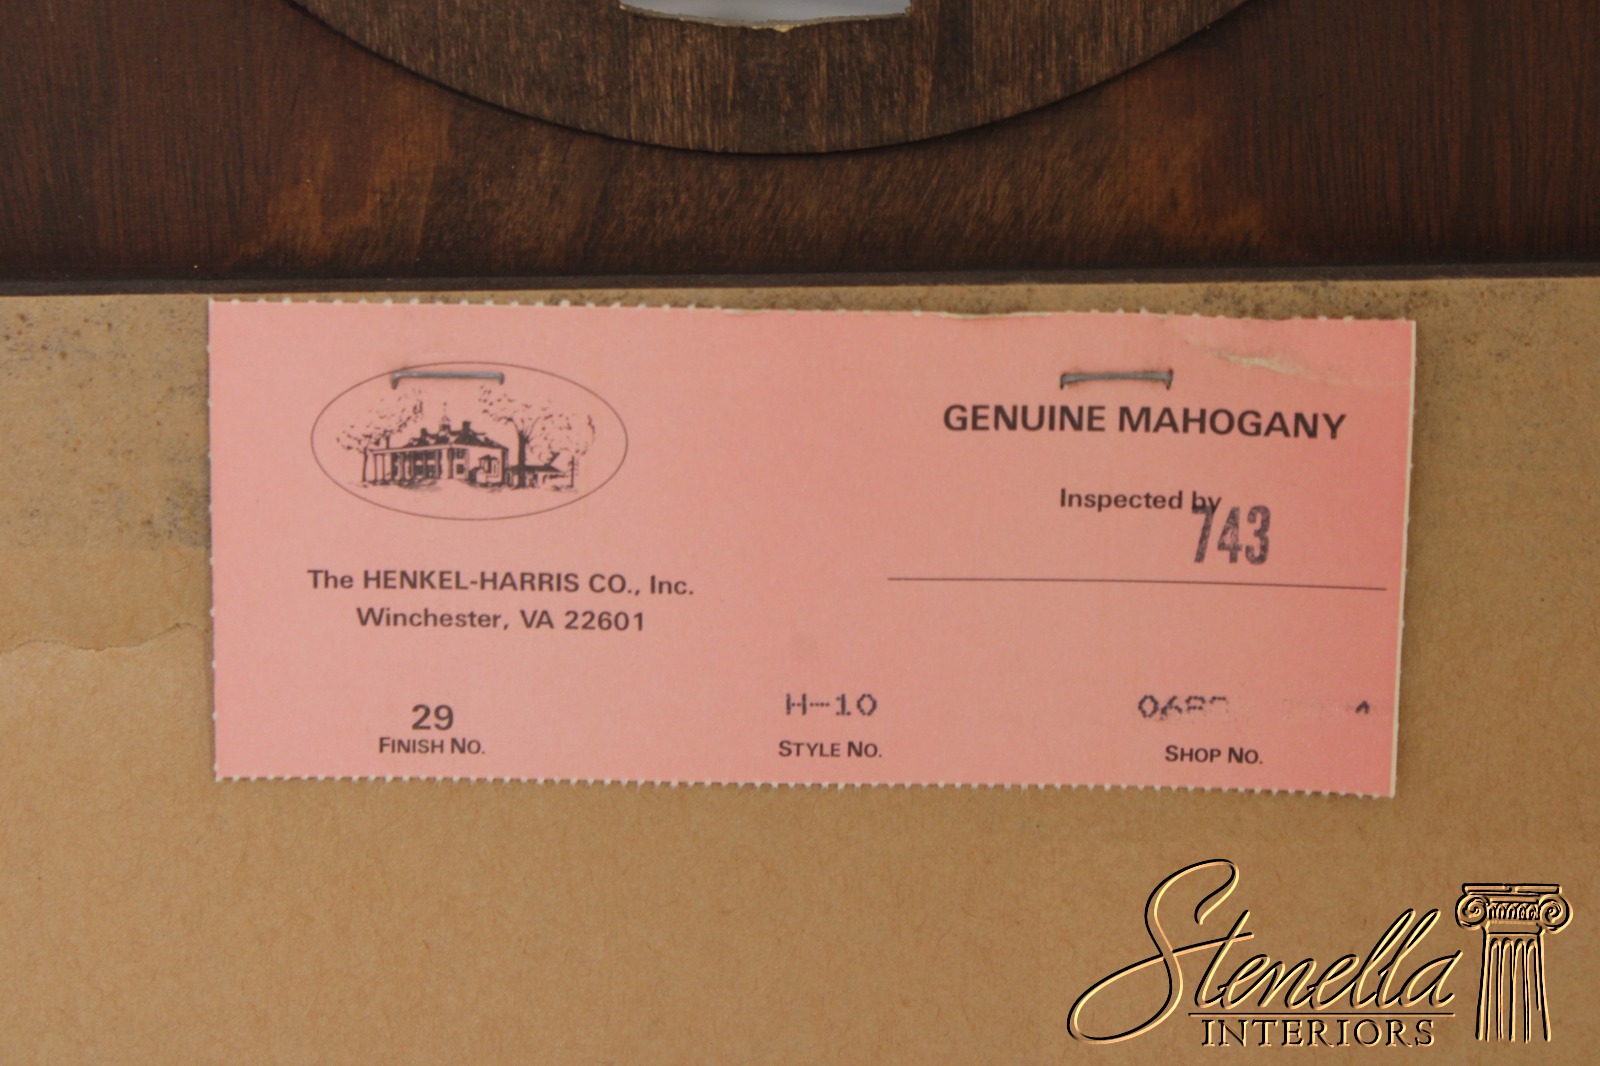 GENUINE MAHOGANY
Inspected by
743
The HENKEL-HARRIS CO., Inc.
Winchester, VA 22601
29
FINISH NO.
H-10
STYLE NO.
SHOP NO.
Stenella
INTERIORS